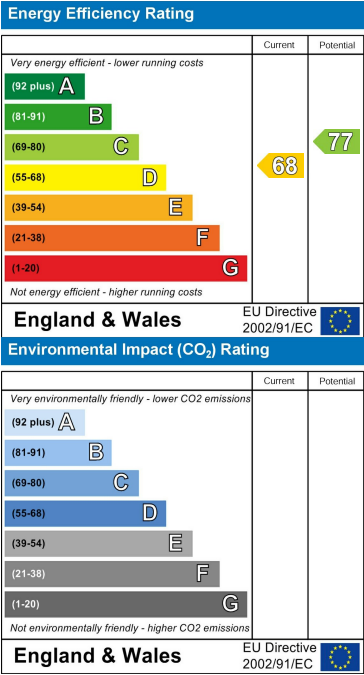 Energy Efficiency Rating
Current Potential
Very energy efficient - lower running costs
(92 plus) A
(81-91) B
(69-80) C
(55-68) D
(39-54) E
(21-38) F
(1-20) G
68
77
Not energy efficient - higher running costs
England & Wales
EU Directive
2002/91/EC
Environmental Impact (CO₂) Rating
Current Potential
Very environmentally friendly - lower CO2 emissions
(92 plus) A
(81-91) B
(69-80) C
(55-68) D
(39-54) E
(21-38) F
(1-20) G
Not environmentally friendly - higher CO2 emissions
England & Wales
EU Directive
2002/91/EC